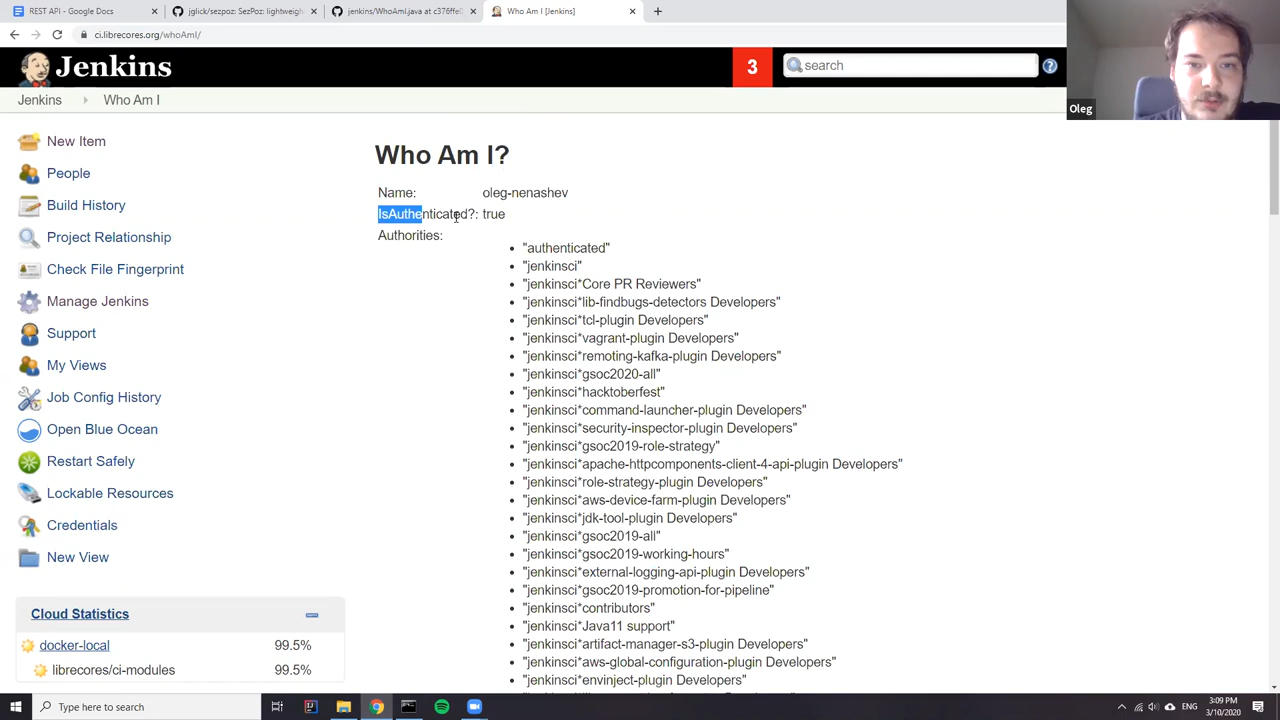 REST API - Google Docs
jglick/sezpoz: SezPoz: lightweigh
jenkins/WhoAmI.java at c376ffe
Who Am I [Jenkins]
ci.librecores.org/whoAmI/
Jenkins
3
search
Oleg
Jenkins
Who Am I
New Item
People
Build History
Project Relationship
Check File Fingerprint
Manage Jenkins
Support
My Views
Job Config History
Open Blue Ocean
Restart Safely
Lockable Resources
Credentials
New View
Cloud Statistics
docker-local 99.5%
librecores/ci-modules 99.5%
Who Am I?
Name: oleg-nenashev
IsAuthenticated?: true
Authorities:
"authenticated"
"jenkinsci"
"jenkinsci*Core PR Reviewers"
"jenkinsci*lib-findbugs-detectors Developers"
"jenkinsci*tcl-plugin Developers"
"jenkinsci*vagrant-plugin Developers"
"jenkinsci*remoting-kafka-plugin Developers"
"jenkinsci*gsoc2020-all"
"jenkinsci*hacktoberfest"
"jenkinsci*command-launcher-plugin Developers"
"jenkinsci*security-inspector-plugin Developers"
"jenkinsci*gsoc2019-role-strategy"
"jenkinsci*apache-httpcomponents-client-4-api-plugin Developers"
"jenkinsci*role-strategy-plugin Developers"
"jenkinsci*aws-device-farm-plugin Developers"
"jenkinsci*jdk-tool-plugin Developers"
"jenkinsci*gsoc2019-all"
"jenkinsci*gsoc2019-working-hours"
"jenkinsci*external-logging-api-plugin Developers"
"jenkinsci*gsoc2019-promotion-for-pipeline"
"jenkinsci*contributors"
"jenkinsci*Java11 support"
"jenkinsci*artifact-manager-s3-plugin Developers"
"jenkinsci*aws-global-configuration-plugin Developers"
"jenkinsci*envinject-plugin Developers"
Type here to search
ENG
3:09 PM
3/10/2020